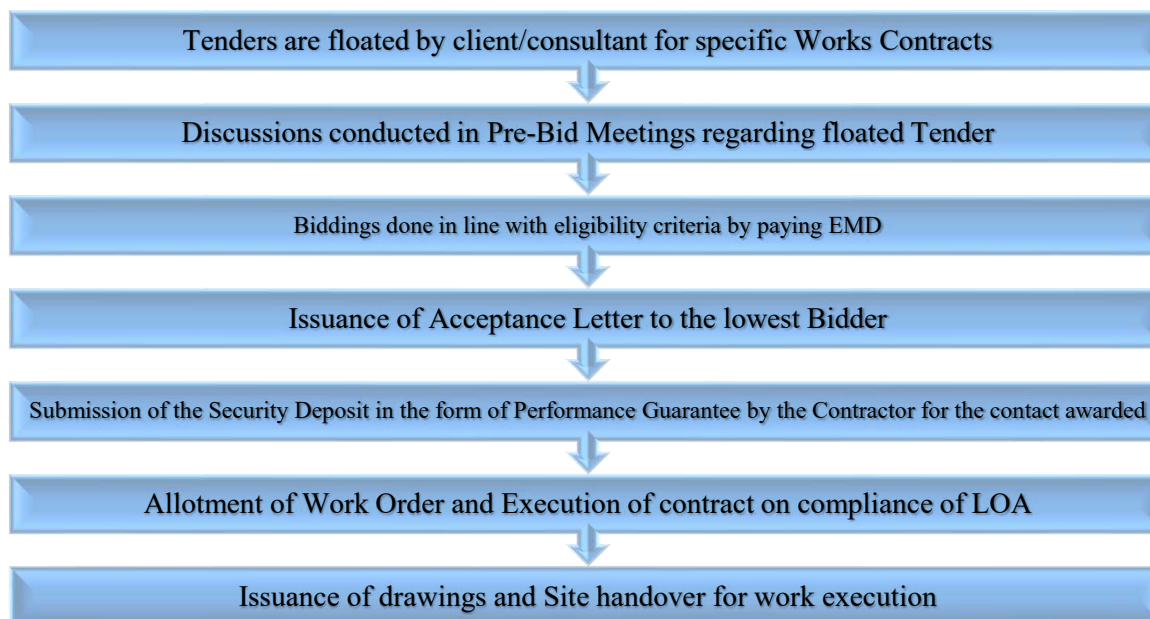 Tenders are floated by client/consultant for specific Works Contracts
Discussions conducted in Pre-Bid Meetings regarding floated Tender
Biddings done in line with eligibility criteria by paying EMD
Issuance of Acceptance Letter to the lowest Bidder
Submission of the Security Deposit in the form of Performance Guarantee by the Contractor for the contact awarded
Allotment of Work Order and Execution of contract on compliance of LOA
Issuance of drawings and Site handover for work execution